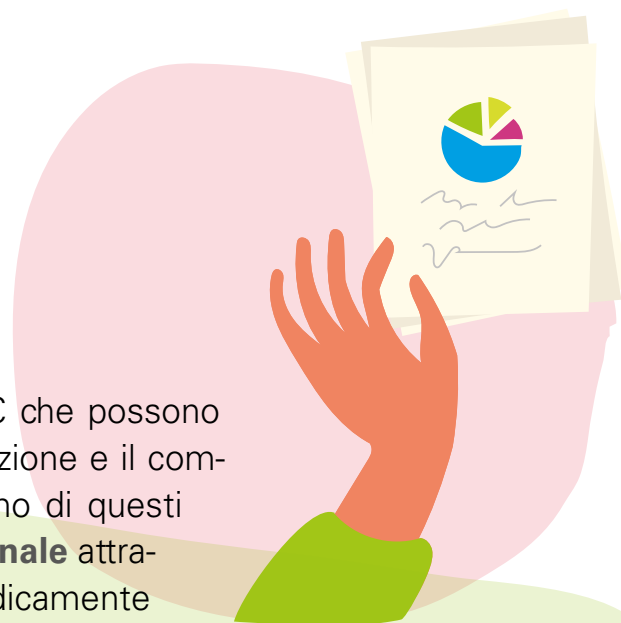 C che possono
zione e il com-
no di questi
nale attra-
dicamente